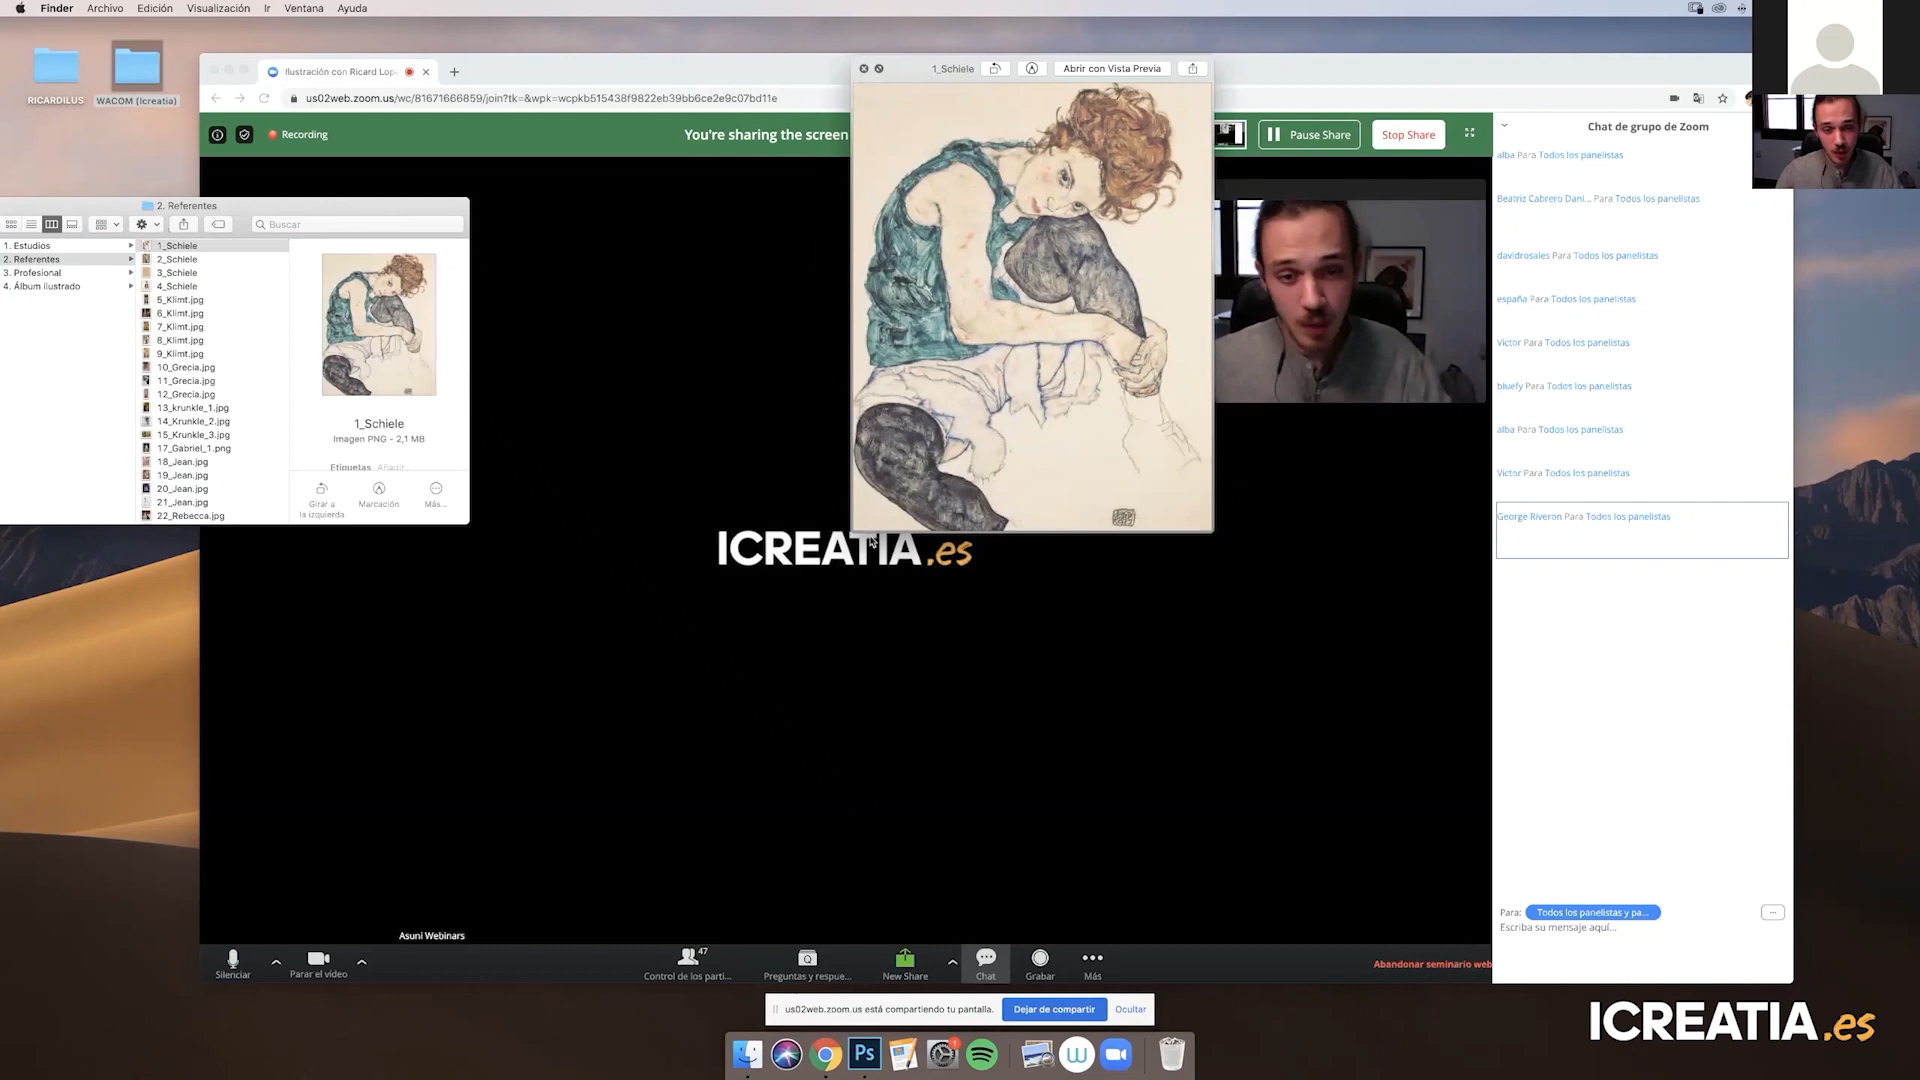 Finder Archivo Edición Visualización Ir Ventana Ayuda
RICARDILUS
WACOM (Icreatia)
Ilustración con Ricard Lop
us02web.zoom.us/wc/81671666859/join?tk=&wpk=wcpkb515438f9822eb39bb6ce2e9c07bd11e
Recording
You're sharing the screen
Pause Share
Stop Share
1_Schiele
Abrir con Vista Previa
2. Referentes
Buscar
1. Estudios
2. Referentes
3. Profesional
4. Álbum ilustrado
1_Schiele
2_Schiele
3_Schiele
4_Schiele
5_Klimt.jpg
6_Klimt.jpg
7_Klimt.jpg
8_Klimt.jpg
9_Klimt.jpg
10_Grecia.jpg
11_Grecia.jpg
12_Grecia.jpg
13_krunkle_1.jpg
14_Krunkle_2.jpg
15_Krunkle_3.jpg
17_Gabriel_1.png
18_Jean.jpg
19_Jean.jpg
20_Jean.jpg
21_Jean.jpg
22_Rebecca.jpg
1_Schiele
Imagen PNG - 2,1 MB
Etiquetas Añadir...
Girar a
la izquierda
Marcación
Más...
Chat de grupo de Zoom
alba Para Todos los panelistas
Beatriz Cabrero Dani... Para Todos los panelistas
davidrosales Para Todos los panelistas
españa Para Todos los panelistas
Victor Para Todos los panelistas
bluefy Para Todos los panelistas
alba Para Todos los panelistas
Victor Para Todos los panelistas
George Riveron Para Todos los panelistas
Para: Todos los panelistas y pa...
Escriba su mensaje aquí...
ICREATIA.es
Asuni Webinars
Silenciar
Parar el vídeo
47
Control de los parti...
Q
Preguntas y respue...
New Share
Chat
Grabar
Más
Abandonar seminario web
us02web.zoom.us está compartiendo tu pantalla.
Dejar de compartir
Ocultar
Ps
1
ICREATIA.es